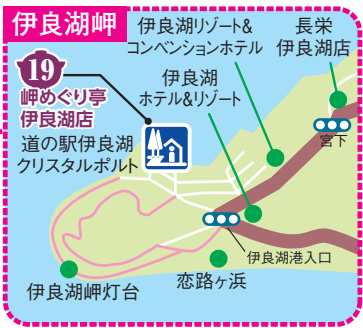 伊良湖岬
19
岬めぐり亭
伊良湖店
道の駅伊良湖
クリスタルポルト
伊良湖リゾート&
コンベンションホテル
伊良湖
ホテル&リゾート
長栄
伊良湖店
宮下
伊良湖港入口
恋路ヶ浜
伊良湖岬灯台